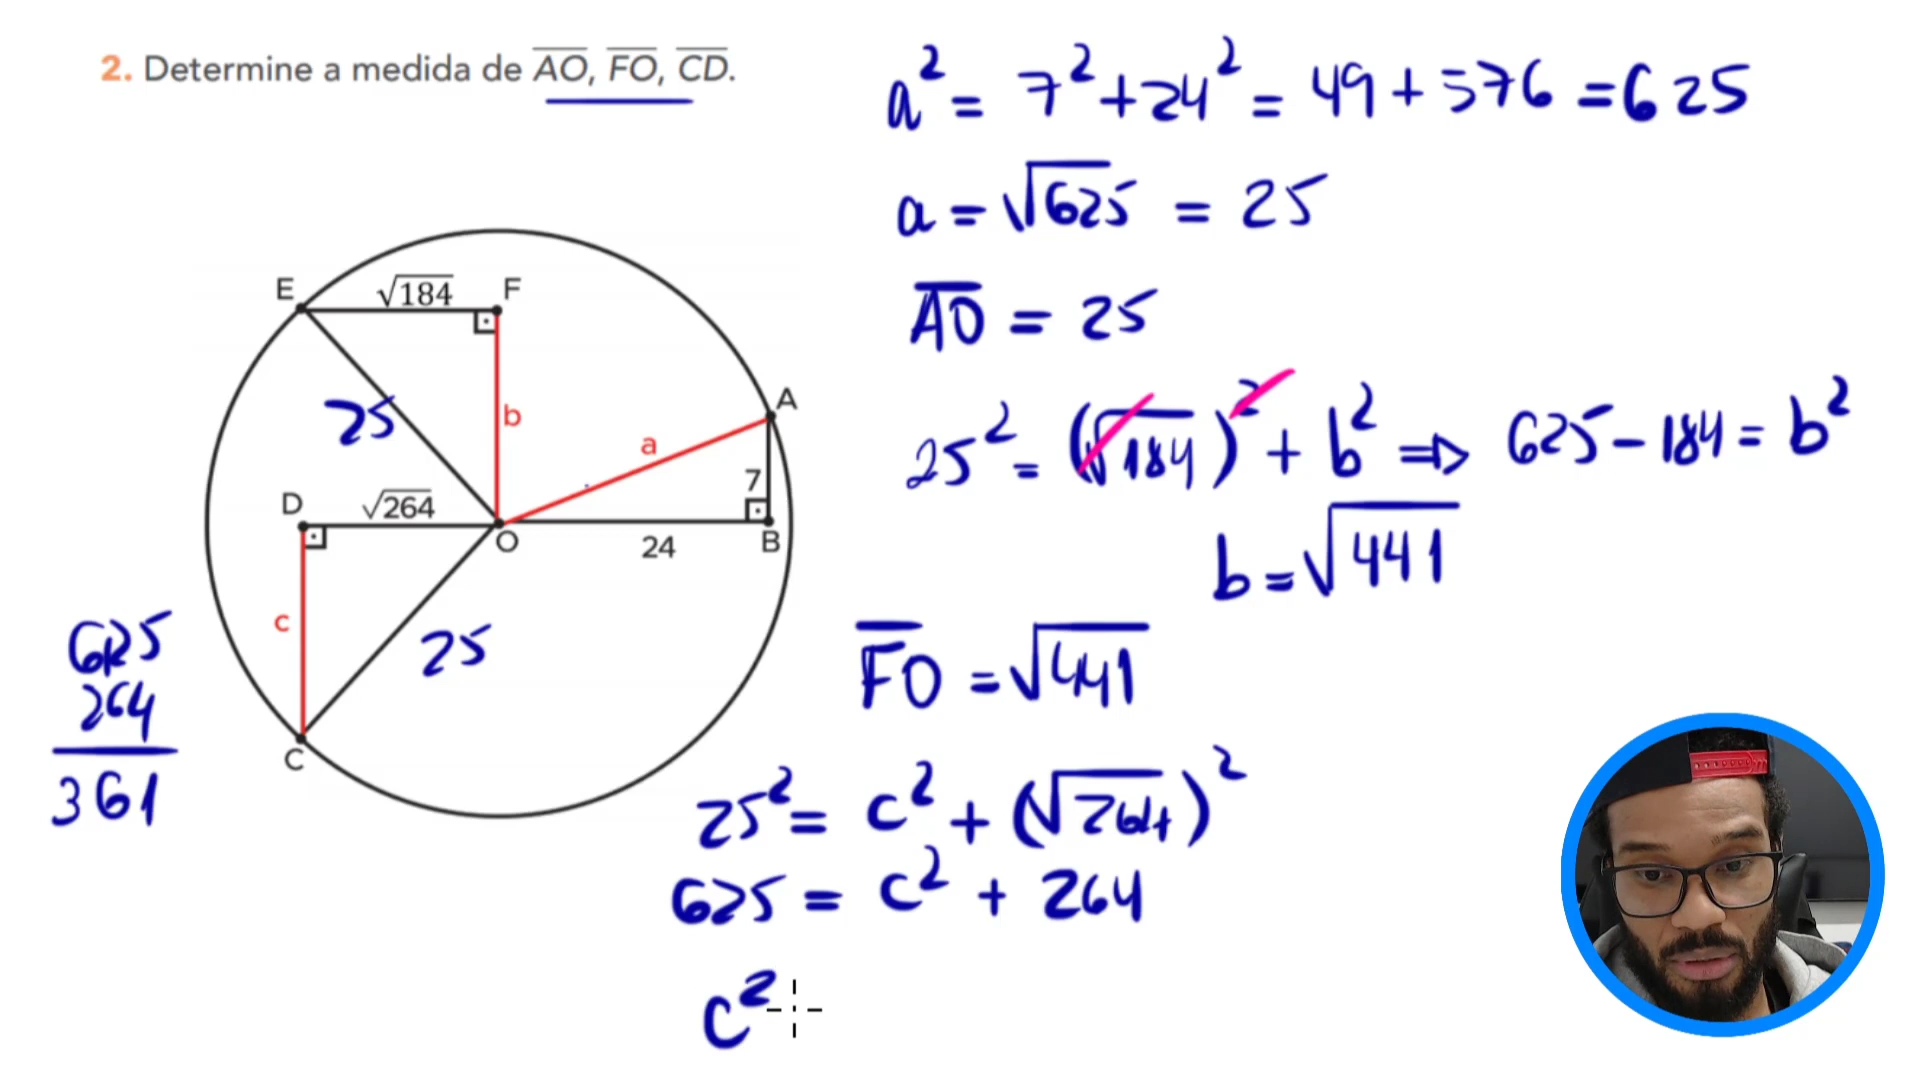 2. Determine a medida de AO, FO, CD.
a² = 7² + 24² = 49 + 576 = 625
a = √625 = 25
AO = 25
25² = (√184)² + b² ⇒ 625 - 184 = b²
b = √441
FO = √441
25² = c² + (√264)²
625 = c² + 264
c²
E
√184
F
25
b
A
a
7
D
√264
O
24
B
c
25
C
625
264
361